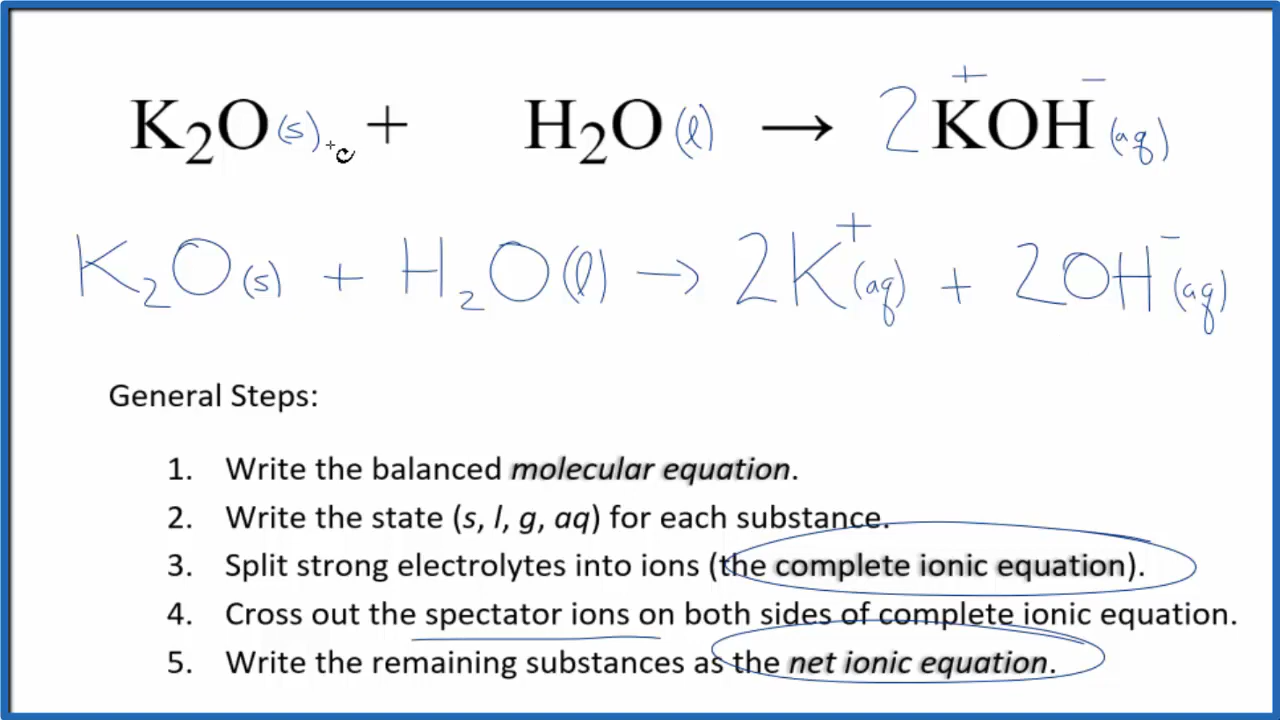 K₂O(s) + H₂O(l) → 2K⁺OH⁻(aq)
K₂O(s) + H₂O(l) → 2K⁺(aq) + 2OH⁻(aq)
General Steps:
1. Write the balanced molecular equation.
2. Write the state (s, l, g, aq) for each substance.
3. Split strong electrolytes into ions (the complete ionic equation).
4. Cross out the spectator ions on both sides of complete ionic equation.
5. Write the remaining substances as the net ionic equation.